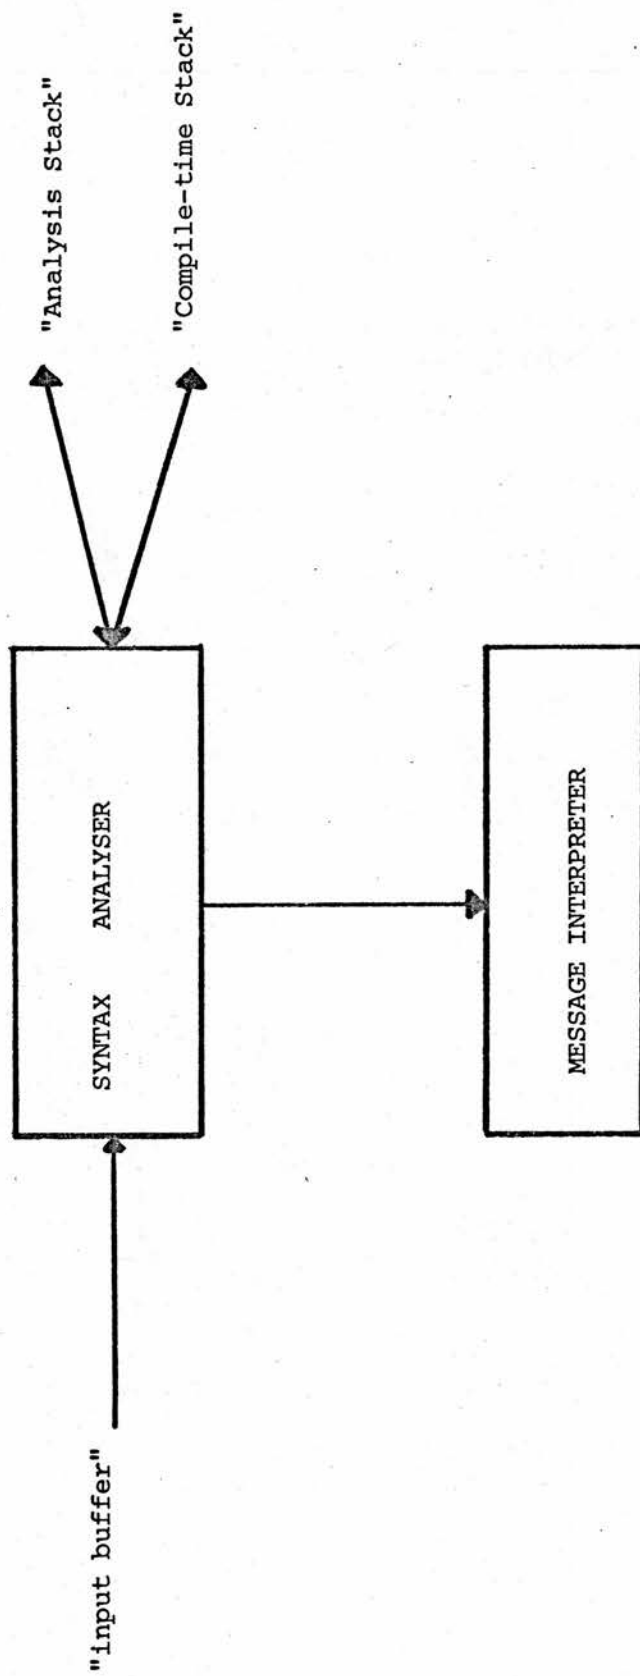 "input buffer"
SYNTAX ANALYSER
"Analysis Stack"
"Compile-time Stack"
MESSAGE INTERPRETER